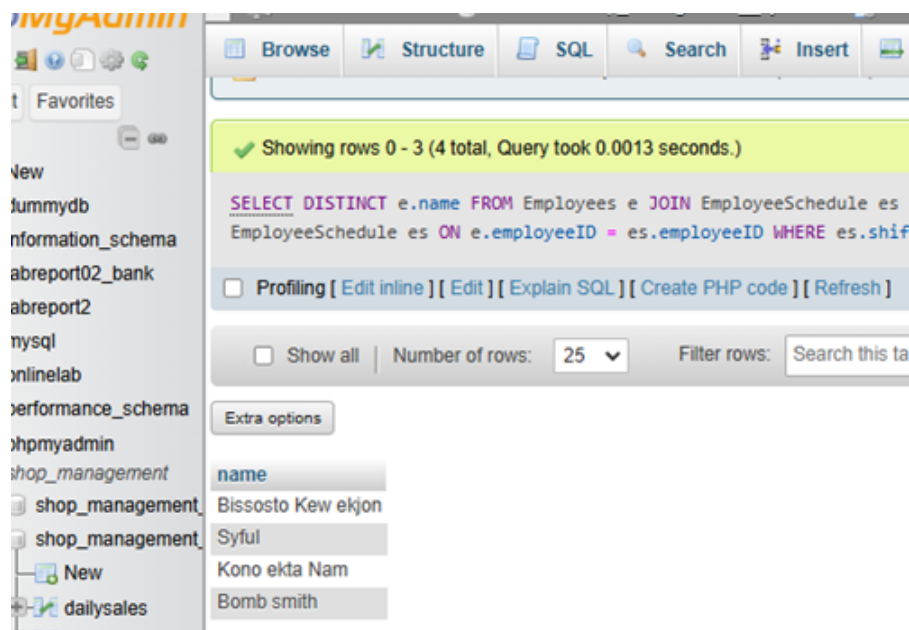 MyAdmin
Browse Structure SQL Search Insert
Favorites
New
dummydb
information_schema
labreport02_bank
labreport2
mysql
onlinelab
performance_schema
phpmyadmin
shop_management
shop_management_
shop_management_
New
dailysales
Showing rows 0 - 3 (4 total, Query took 0.0013 seconds.)
SELECT DISTINCT e.name FROM Employees e JOIN EmployeeSchedule es
EmployeeSchedule es ON e.employeeID = es.employeeID WHERE es.shif
Profiling [ Edit inline ] [ Edit ] [ Explain SQL ] [ Create PHP code ] [ Refresh ]
Show all | Number of rows: 25 Filter rows: Search this ta
Extra options
name
Bissosto Kew ekjon
Syful
Kono ekta Nam
Bomb smith